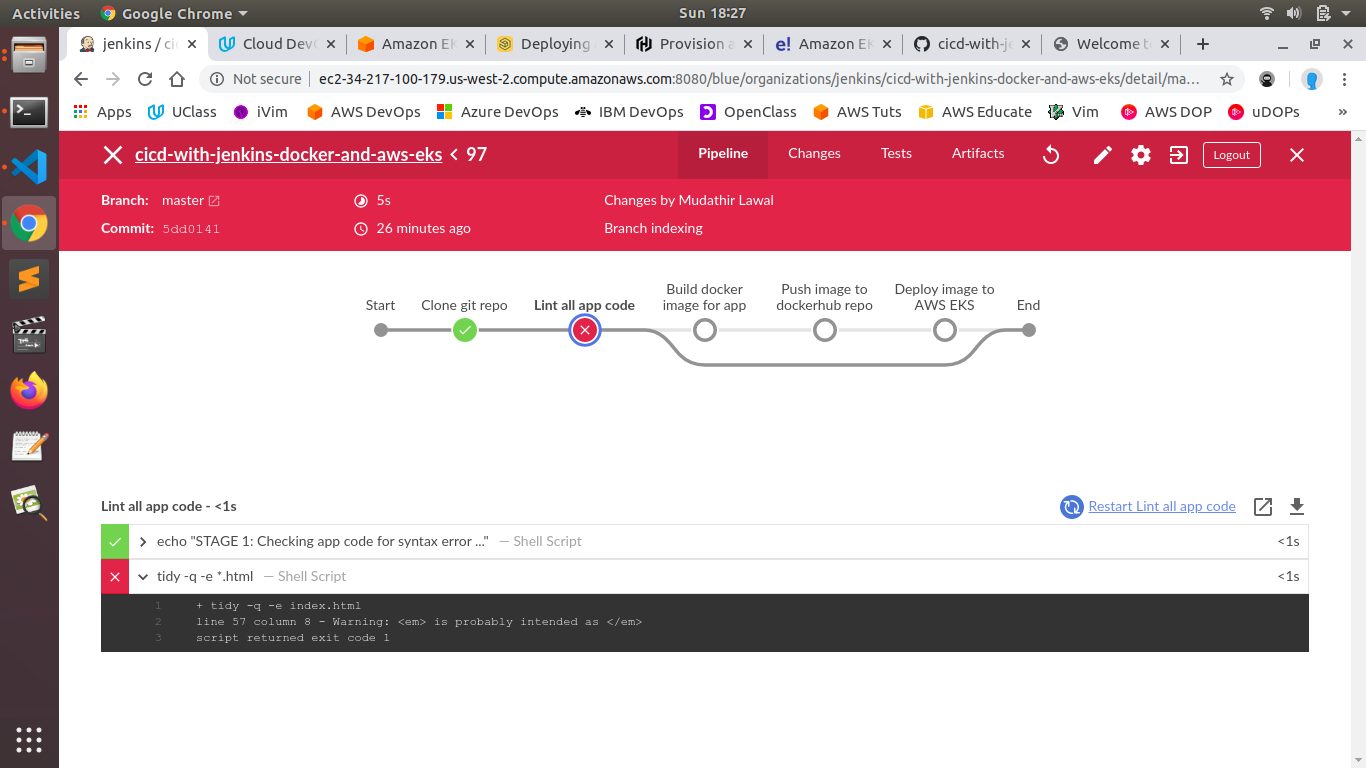 Activities Google Chrome Sun 18:27
jenkins / cic Cloud Dev Amazon EK Deploying Provision a Amazon EK cicd-with-je Welcome t
Not secure ec2-34-217-100-179.us-west-2.compute.amazonaws.com:8080/blue/organizations/jenkins/cicd-with-jenkins-docker-and-aws-eks/detail/ma...
Apps UClass iVim AWS DevOps Azure DevOps IBM DevOps OpenClass AWS Tuts AWS Educate Vim AWS DOP uDOPs »
cicd-with-jenkins-docker-and-aws-eks < 97 Pipeline Changes Tests Artifacts Logout
Branch: master 5s Changes by Mudathir Lawal
Commit: 5dd0141 26 minutes ago Branch indexing
Start Clone git repo Lint all app code Build docker image for app Push image to dockerhub repo Deploy image to AWS EKS End
Lint all app code - <1s Restart Lint all app code
echo "STAGE 1: Checking app code for syntax error ..." — Shell Script <1s
tidy -q -e *.html — Shell Script <1s
1 + tidy -q -e index.html
2 line 57 column 8 - Warning: <em> is probably intended as </em>
3 script returned exit code 1